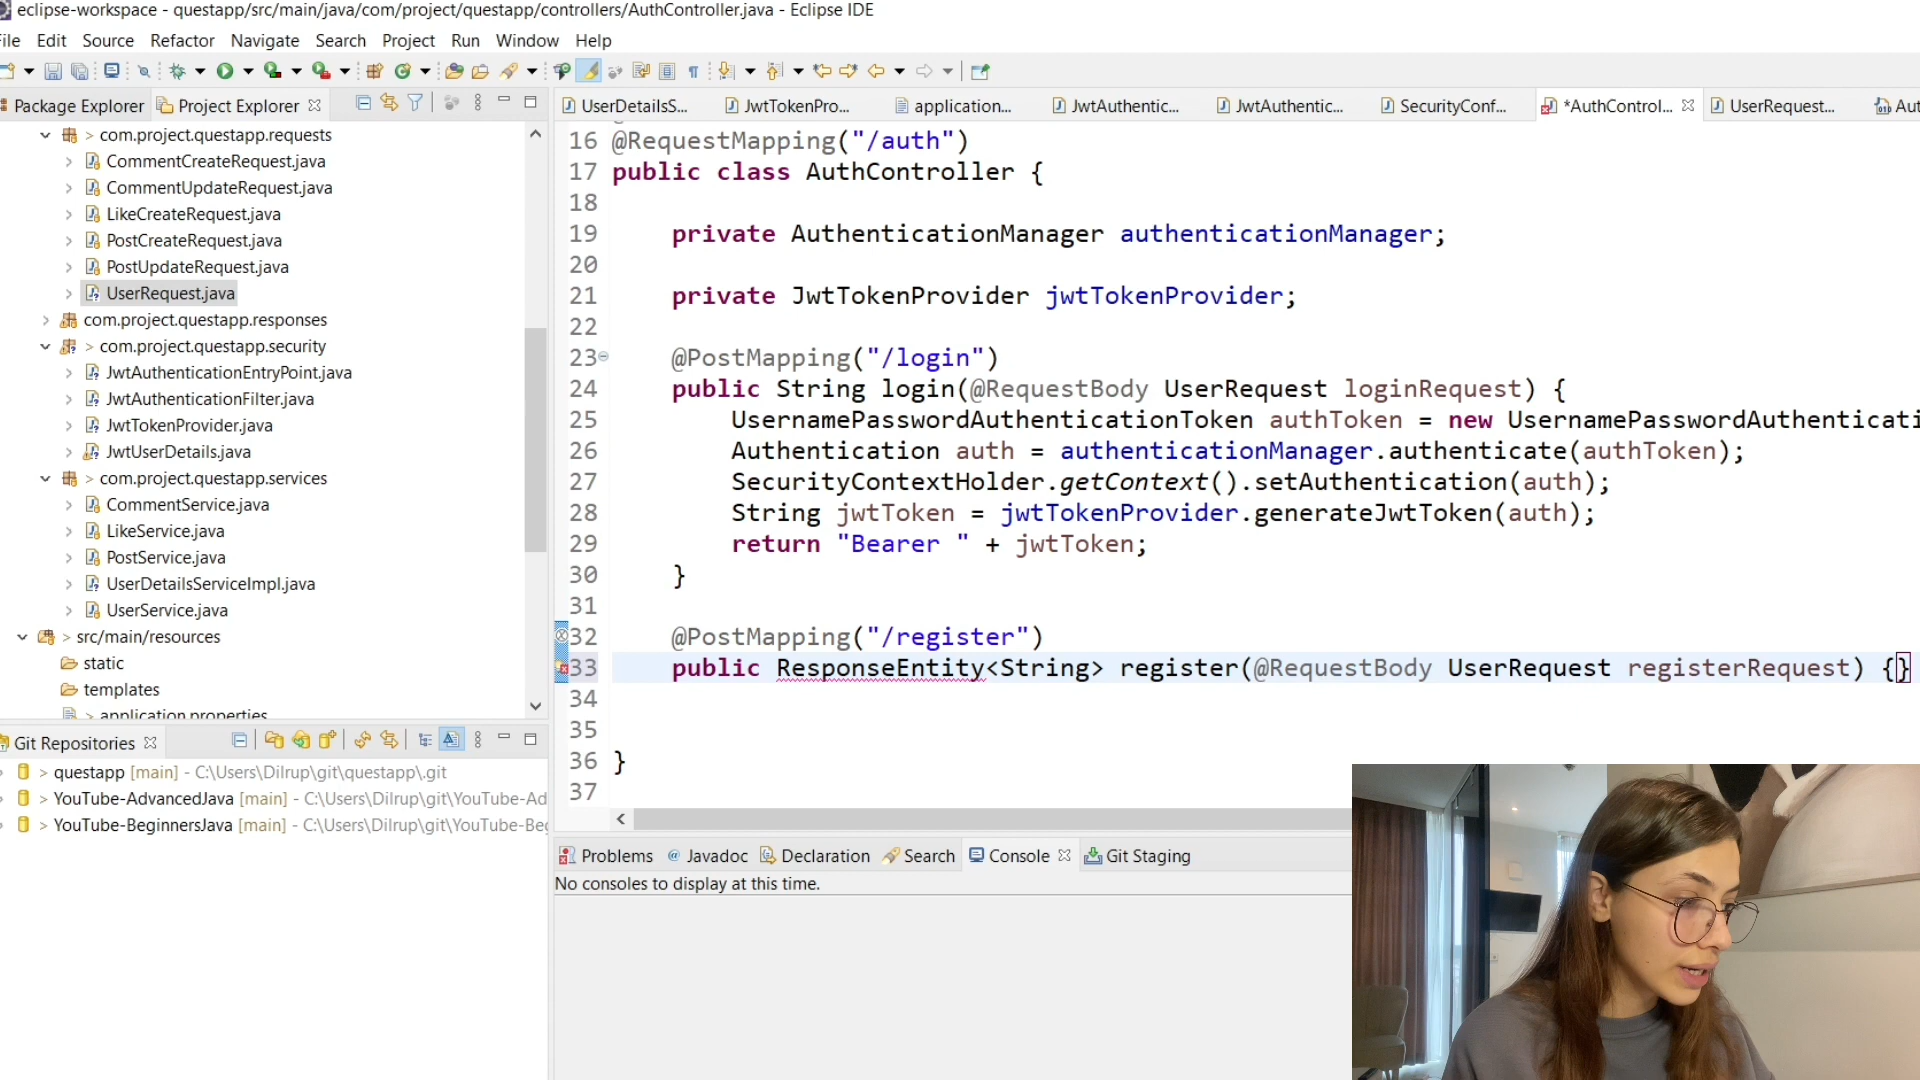 eclipse-workspace - questapp/src/main/java/com/project/questapp/controllers/AuthController.java - Eclipse IDE
File Edit Source Refactor Navigate Search Project Run Window Help
Package Explorer Project Explorer
UserDetailsS... JwtTokenPro... application... JwtAuthentic... JwtAuthentic... SecurityConf... *AuthControl... UserRequest... Aut
> com.project.questapp.requests
CommentCreateRequest.java
CommentUpdateRequest.java
LikeCreateRequest.java
PostCreateRequest.java
PostUpdateRequest.java
UserRequest.java
com.project.questapp.responses
> com.project.questapp.security
JwtAuthenticationEntryPoint.java
JwtAuthenticationFilter.java
JwtTokenProvider.java
JwtUserDetails.java
> com.project.questapp.services
CommentService.java
LikeService.java
PostService.java
UserDetailsServiceImpl.java
UserService.java
> src/main/resources
static
templates
> application.properties
16 @RequestMapping("/auth")
17 public class AuthController {
18
19 private AuthenticationManager authenticationManager;
20
21 private JwtTokenProvider jwtTokenProvider;
22
23 @PostMapping("/login")
24 public String login(@RequestBody UserRequest loginRequest) {
25 UsernamePasswordAuthenticationToken authToken = new UsernamePasswordAuthenticati
26 Authentication auth = authenticationManager.authenticate(authToken);
27 SecurityContextHolder.getContext().setAuthentication(auth);
28 String jwtToken = jwtTokenProvider.generateJwtToken(auth);
29 return "Bearer " + jwtToken;
30 }
31
32 @PostMapping("/register")
33 public ResponseEntity<String> register(@RequestBody UserRequest registerRequest) {}
34
35
36 }
37
Git Repositories
> questapp [main] - C:\Users\Dilrup\git\questapp\.git
> YouTube-AdvancedJava [main] - C:\Users\Dilrup\git\YouTube-Ad
> YouTube-BeginnersJava [main] - C:\Users\Dilrup\git\YouTube-Be
Problems @ Javadoc Declaration Search Console Git Staging
No consoles to display at this time.